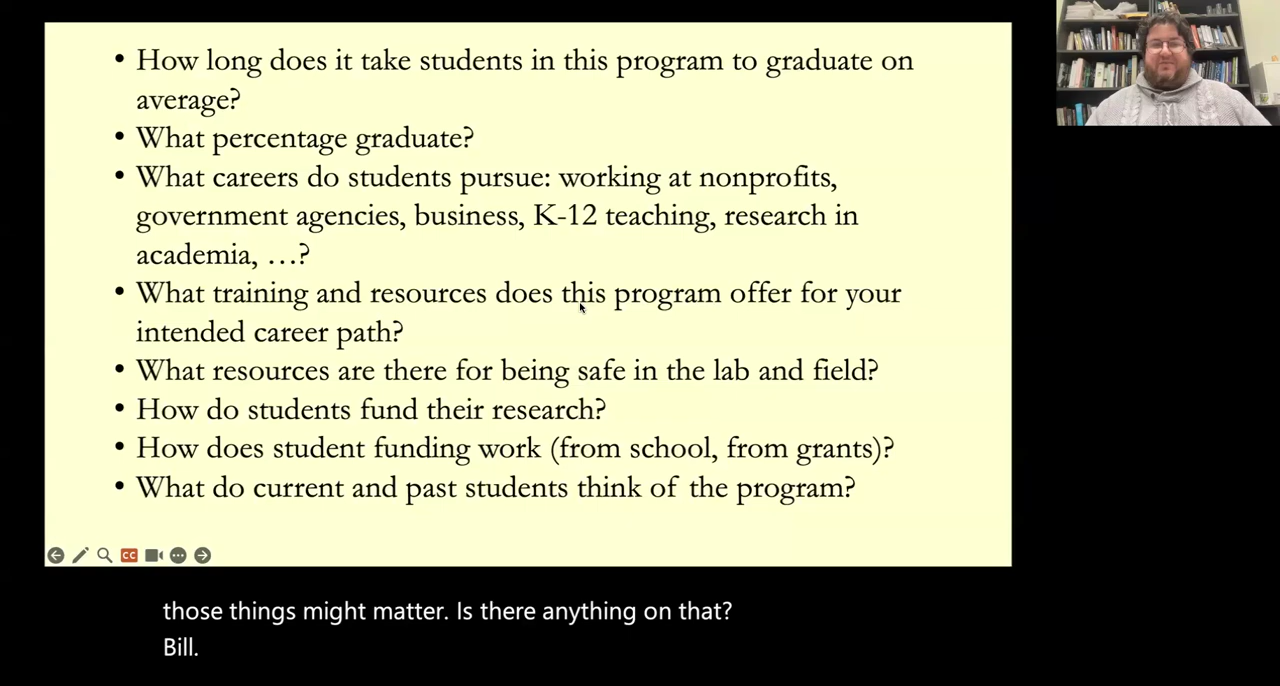 • How long does it take students in this program to graduate on
average?
• What percentage graduate?
• What careers do students pursue: working at nonprofits,
government agencies, business, K-12 teaching, research in
academia, …?
• What training and resources does this program offer for your
intended career path?
• What resources are there for being safe in the lab and field?
• How do students fund their research?
• How does student funding work (from school, from grants)?
• What do current and past students think of the program?
CC
those things might matter. Is there anything on that?
Bill.